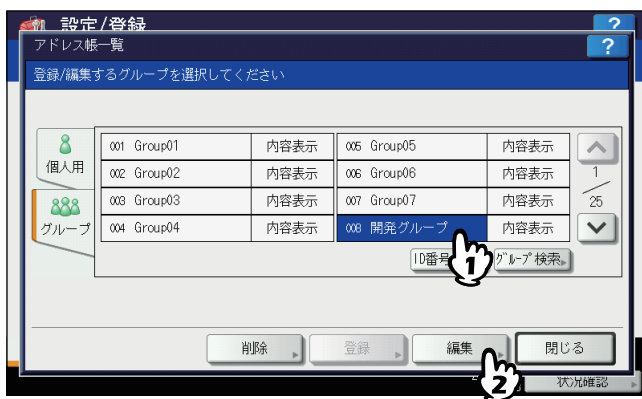 設定/登録
?
アドレス帳一覧
?
登録/編集するグループを選択してください
個人用
グループ
001 Group01 内容表示 005 Group05 内容表示
002 Group02 内容表示 006 Group06 内容表示
003 Group03 内容表示 007 Group07 内容表示
004 Group04 内容表示 008 開発グループ 内容表示
1
25
ID番号
グループ検索
1
削除
登録
編集
閉じる
2
状況確認